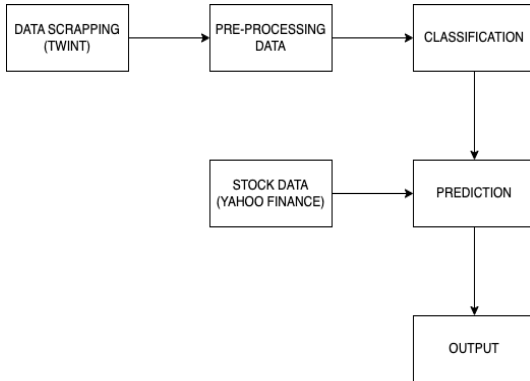 DATA SCRAPPING
(TWINT)
PRE-PROCESSING
DATA
CLASSIFICATION
STOCK DATA
(YAHOO FINANCE)
PREDICTION
OUTPUT